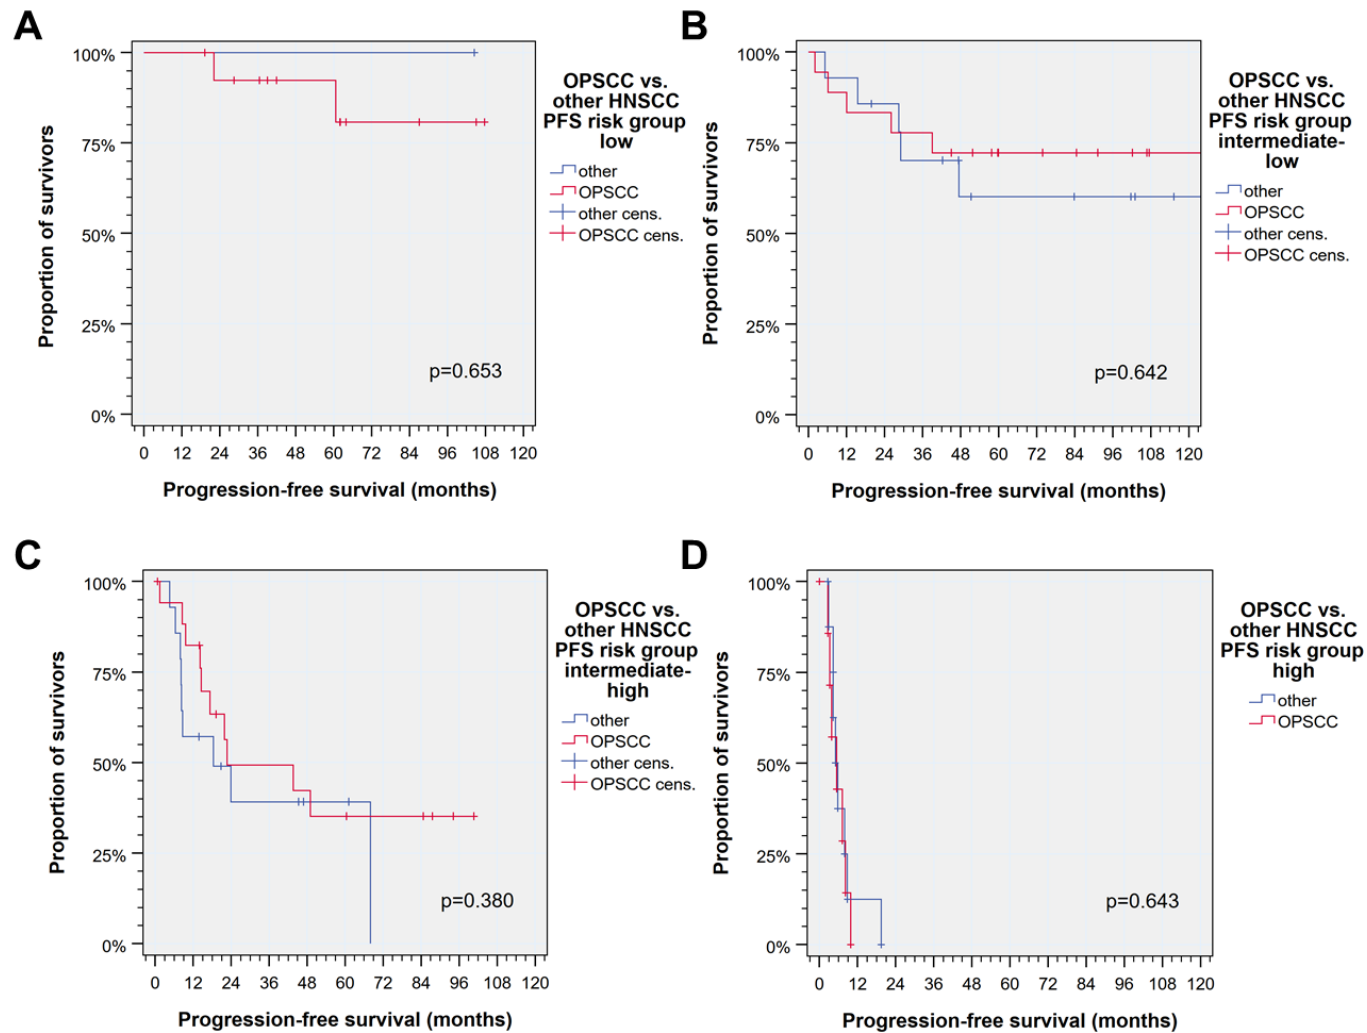 A
100%
75%
50%
25%
0%
Proportion of survivors
p=0.653
0 12 24 36 48 60 72 84 96 108 120
Progression-free survival (months)
OPSCC vs.
other HNSCC
PFS risk group
low
other
OPSCC
other cens.
OPSCC cens.
B
100%
75%
50%
25%
0%
Proportion of survivors
p=0.642
0 12 24 36 48 60 72 84 96 108 120
Progression-free survival (months)
OPSCC vs.
other HNSCC
PFS risk group
intermediate-
low
other
OPSCC
other cens.
OPSCC cens.
C
100%
75%
50%
25%
0%
Proportion of survivors
p=0.380
0 12 24 36 48 60 72 84 96 108 120
Progression-free survival (months)
OPSCC vs.
other HNSCC
PFS risk group
intermediate-
high
other
OPSCC
other cens.
OPSCC cens.
D
100%
75%
50%
25%
0%
Proportion of survivors
p=0.643
0 12 24 36 48 60 72 84 96 108 120
Progression-free survival (months)
OPSCC vs.
other HNSCC
PFS risk group
high
other
OPSCC